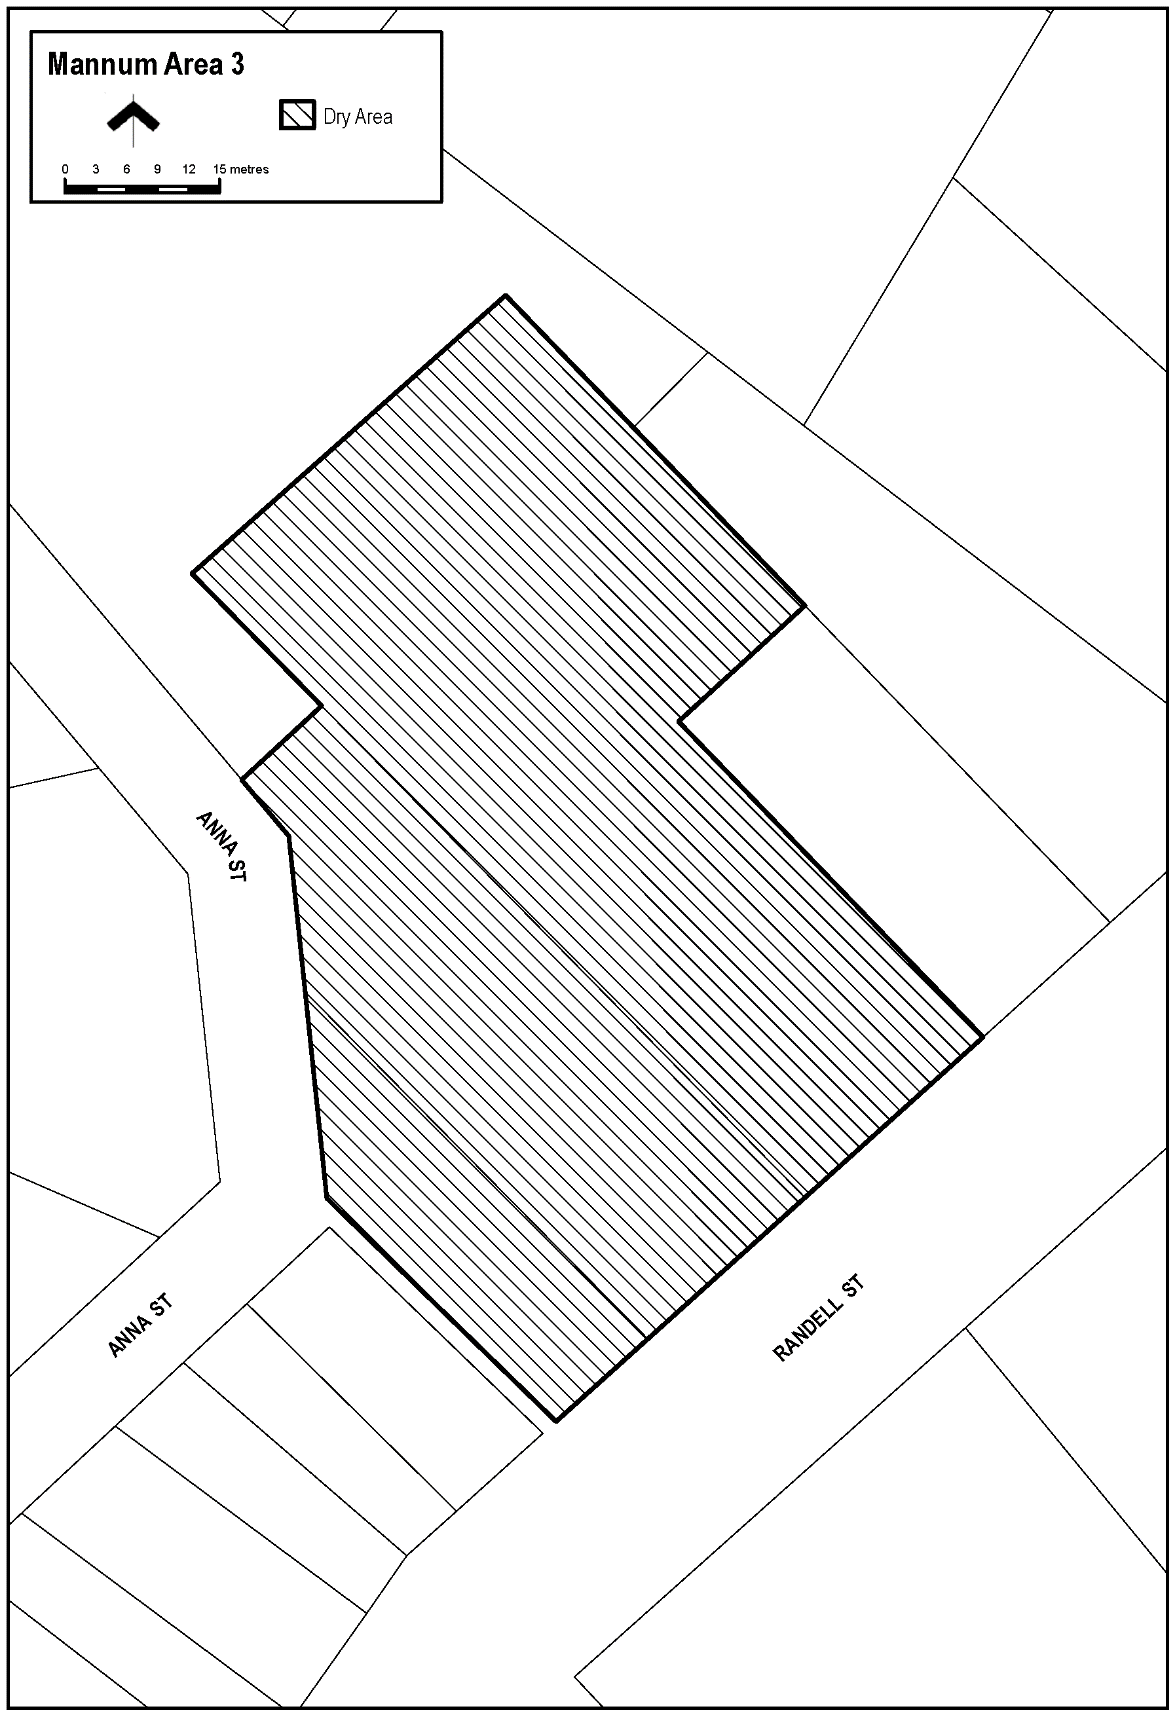 Mannum Area 3
Dry Area
0 3 6 9 12 15 metres
ANNA ST
ANNA ST
RANDELL ST